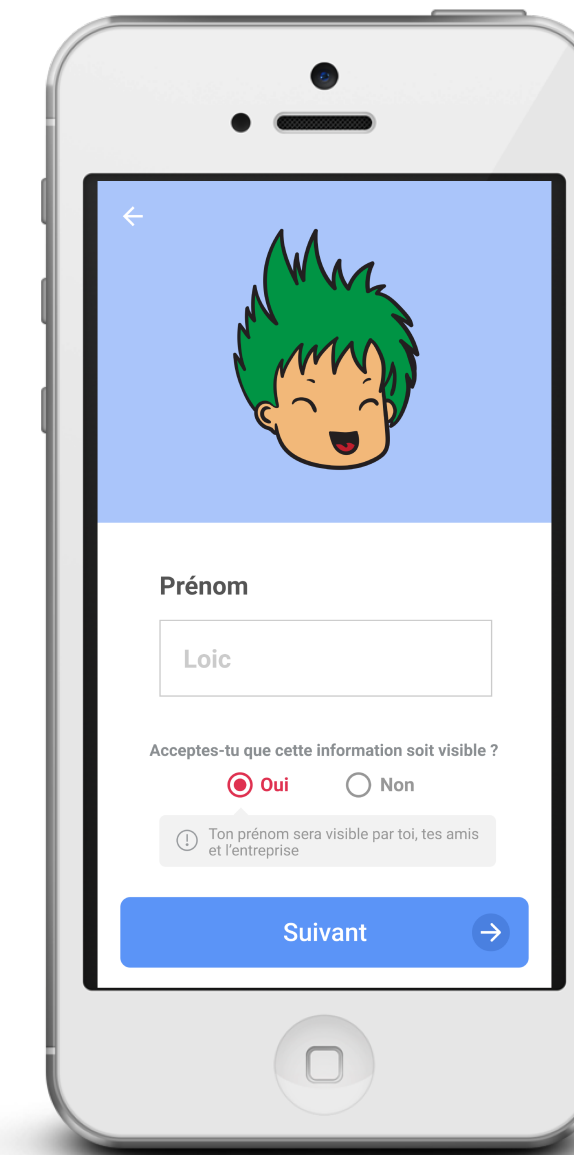 Prénom
Loic
Acceptes-tu que cette information soit visible ?
Oui
Non
Ton prénom sera visible par toi, tes amis
et l'entreprise
Suivant